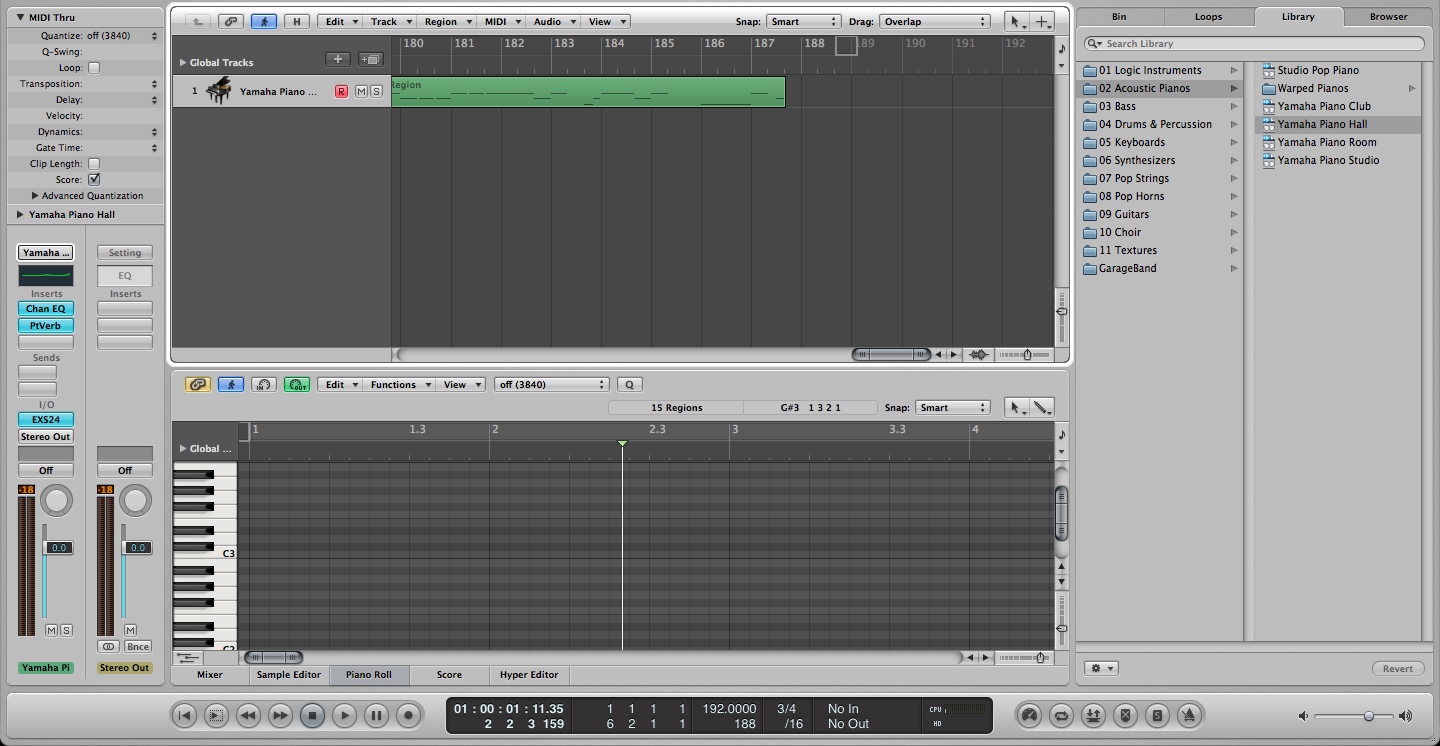 MIDI Thru
Quantize: off (3840)
Q-Swing:
Loop:
Transposition:
Delay:
Velocity:
Dynamics:
Gate Time:
Clip Length:
Score:
Advanced Quantization
Yamaha Piano Hall
Yamaha ... Setting
EQ
Inserts Inserts
Chan EQ
PtVerb
Sends
I/O
EXS24
Stereo Out
Off Off
-18 -18
0.0 0.0
M S M
Bnce
Yamaha Pi Stereo Out
H Edit Track Region MIDI Audio View Snap: Smart Drag: Overlap
180 181 182 183 184 185 186 187 188 189 190 191 192
Global Tracks
Region
1 Yamaha Piano ... R M S
IN OUT Edit Functions View off (3840) Q
15 Regions G#3 1 3 2 1 Snap: Smart
1 1.3 2 2.3 3 3.3 4
Global ...
C3
C2
Mixer Sample Editor Piano Roll Score Hyper Editor
Bin Loops Library Browser
Search Library
01 Logic Instruments
02 Acoustic Pianos
03 Bass
04 Drums & Percussion
05 Keyboards
06 Synthesizers
07 Pop Strings
08 Pop Horns
09 Guitars
10 Choir
11 Textures
GarageBand
Studio Pop Piano
Warped Pianos
Yamaha Piano Club
Yamaha Piano Hall
Yamaha Piano Room
Yamaha Piano Studio
Revert
01 : 00 : 01 : 11.35 1 1 1 1 192.0000 3/4 No In CPU
2 2 3 159 6 2 1 1 188 /16 No Out HD
S